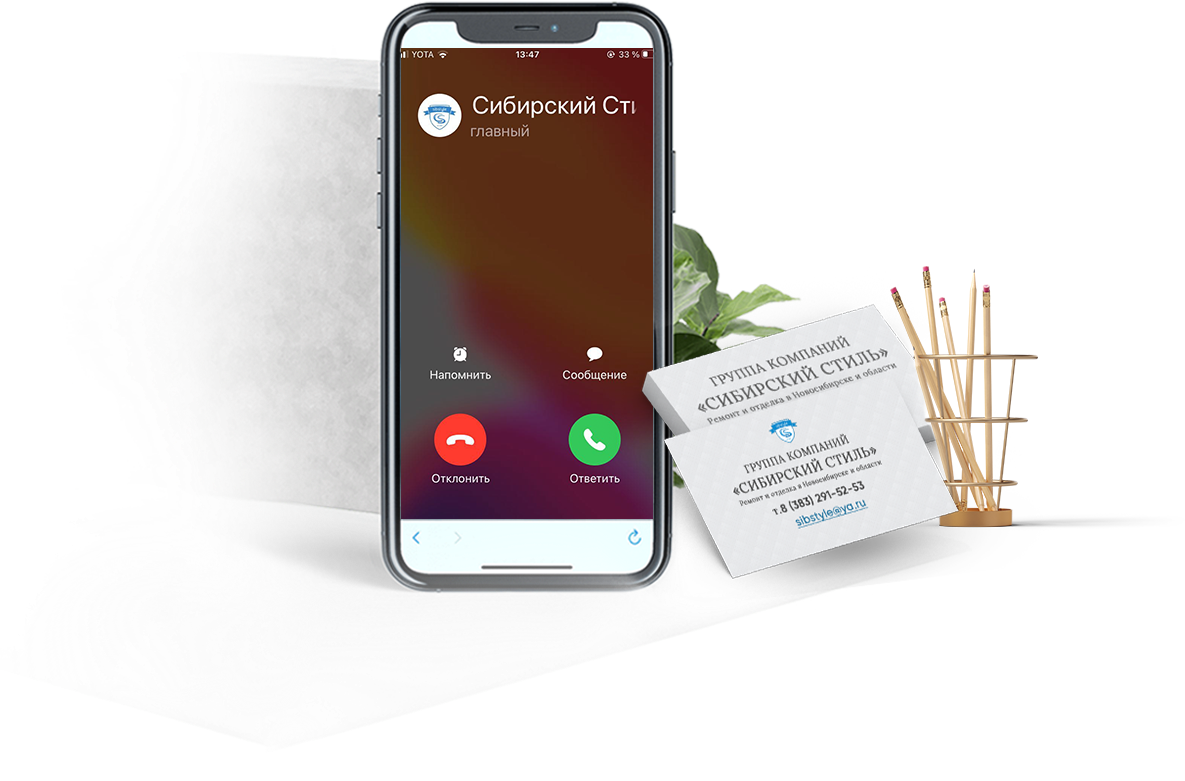 YOTA 13:47 33 %
Сибирский Сти
главный
Напомнить Сообщение
Отклонить Ответить
ГРУППА КОМПАНИЙ
«СИБИРСКИЙ СТИЛЬ»
Ремонт и отделка в Новосибирске и области
ГРУППА КОМПАНИЙ
«СИБИРСКИЙ СТИЛЬ»
Ремонт и отделка в Новосибирске и области
т.8 (383) 291-52-53
sibstyle@ya.ru